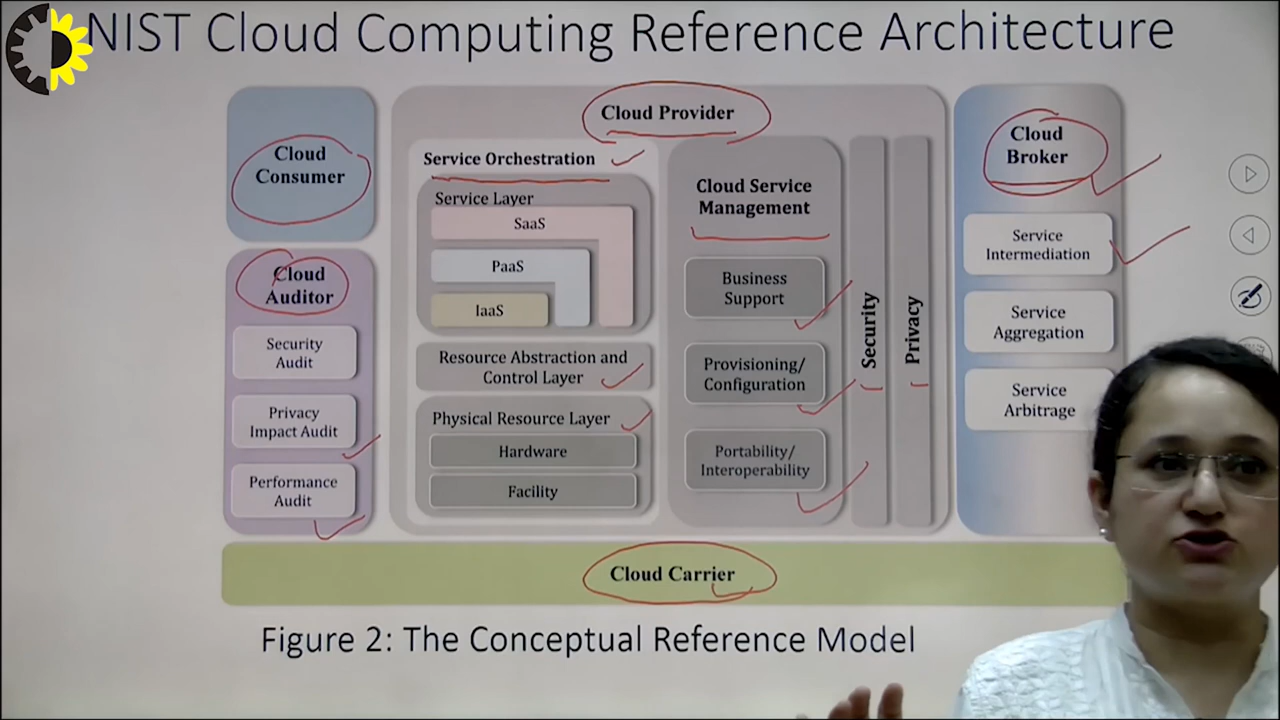 NIST Cloud Computing Reference Architecture
Cloud
Consumer
Cloud
Auditor
Security
Audit
Privacy
Impact Audit
Performance
Audit
Cloud Provider
Service Orchestration
Service Layer
SaaS
PaaS
IaaS
Resource Abstraction and
Control Layer
Physical Resource Layer
Hardware
Facility
Cloud Service
Management
Business
Support
Provisioning/
Configuration
Portability/
Interoperability
Security
Privacy
Cloud
Broker
Service
Intermediation
Service
Aggregation
Service
Arbitrage
Cloud Carrier
Figure 2: The Conceptual Reference Model